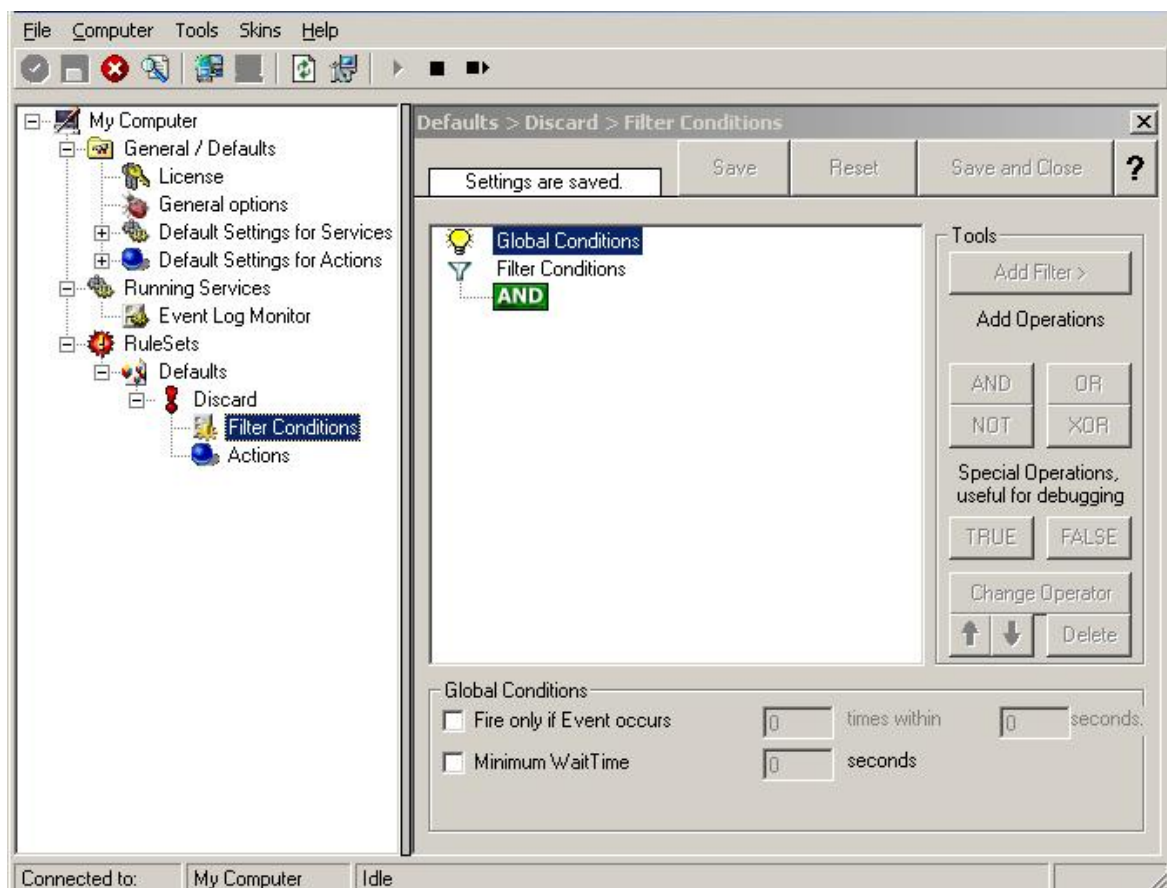 File Computer Tools Skins Help
My Computer
General / Defaults
License
General options
Default Settings for Services
Default Settings for Actions
Running Services
Event Log Monitor
RuleSets
Defaults
Discard
Filter Conditions
Actions
Defaults > Discard > Filter Conditions
Settings are saved.
Save
Reset
Save and Close
?
Global Conditions
Filter Conditions
AND
Tools
Add Filter >
Add Operations
AND OR
NOT XOR
Special Operations,
useful for debugging
TRUE FALSE
Change Operator
Delete
Global Conditions
Fire only if Event occurs 0 times within 0 seconds.
Minimum WaitTime 0 seconds
Connected to: My Computer Idle